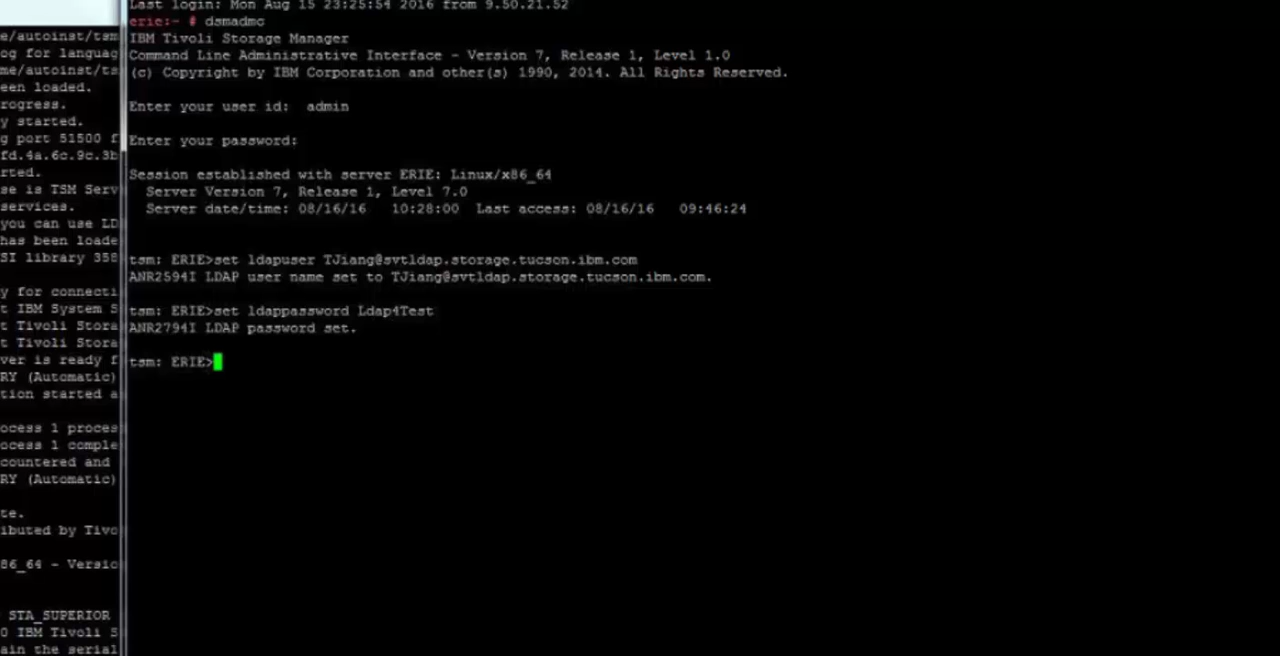 Last login: Mon Aug 15 23:25:54 2016 from 9.50.21.52
erie:~ # dsmadmc
IBM Tivoli Storage Manager
Command Line Administrative Interface - Version 7, Release 1, Level 1.0
(c) Copyright by IBM Corporation and other(s) 1990, 2014. All Rights Reserved.
Enter your user id:  admin
Enter your password:
Session established with server ERIE: Linux/x86_64
  Server Version 7, Release 1, Level 7.0
  Server date/time: 08/16/16   10:28:00  Last access: 08/16/16   09:46:24
tsm: ERIE>set ldapuser TJiang@svtldap.storage.tucson.ibm.com
ANR2594I LDAP user name set to TJiang@svtldap.storage.tucson.ibm.com.
tsm: ERIE>set ldappassword Ldap4Test
ANR2794I LDAP password set.
tsm: ERIE>
e/autoinst/tsm
og for languag
me/autoinst/ts
een loaded.
rogress.
y started.
g port 51500 f
fd.4a.6c.9c.3b
rted.
se is TSM Serv
services.
you can use LD
has been loade
SI library 358
y for connecti
t IBM System S
t Tivoli Stora
t Tivoli Stora
ver is ready f
RY (Automatic)
tion started a
ocess 1 proces
ocess 1 comple
countered and
RY (Automatic)
te.
ibuted by Tivo
86_64 - Versio
STA_SUPERIOR
0 IBM Tivoli S
ain the serial